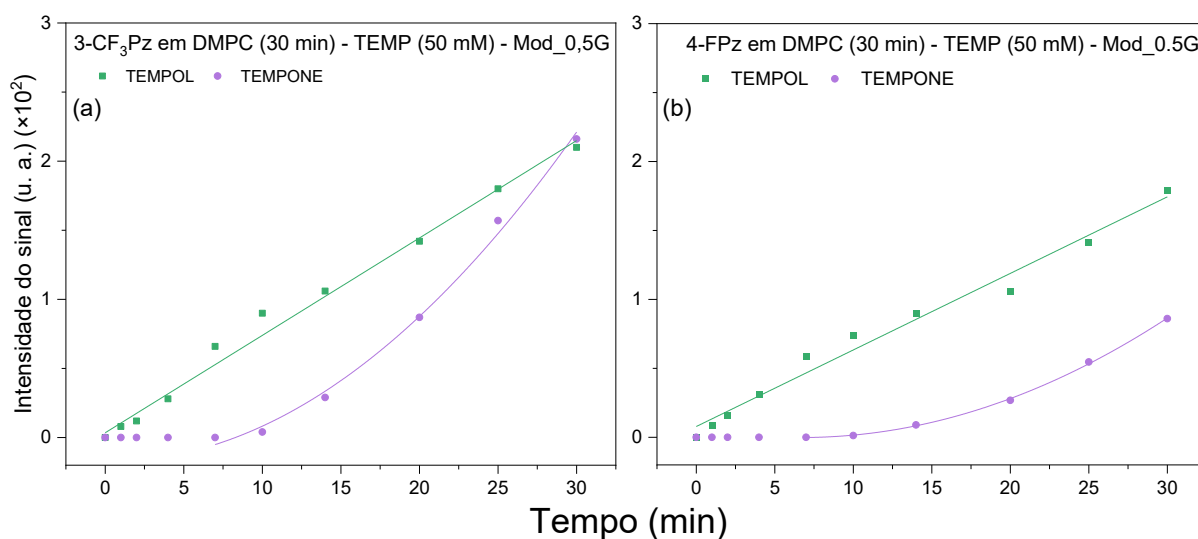 3-CF₃Pz em DMPC (30 min) - TEMP (50 mM) - Mod_0,5G
TEMPOL TEMPONE
(a)
Intensidade do sinal (u. a.) (×10²)
3
2
1
0
0 5 10 15 20 25 30
4-FPz em DMPC (30 min) - TEMP (50 mM) - Mod_0.5G
TEMPOL TEMPONE
(b)
3
2
1
0
0 5 10 15 20 25 30
Tempo (min)